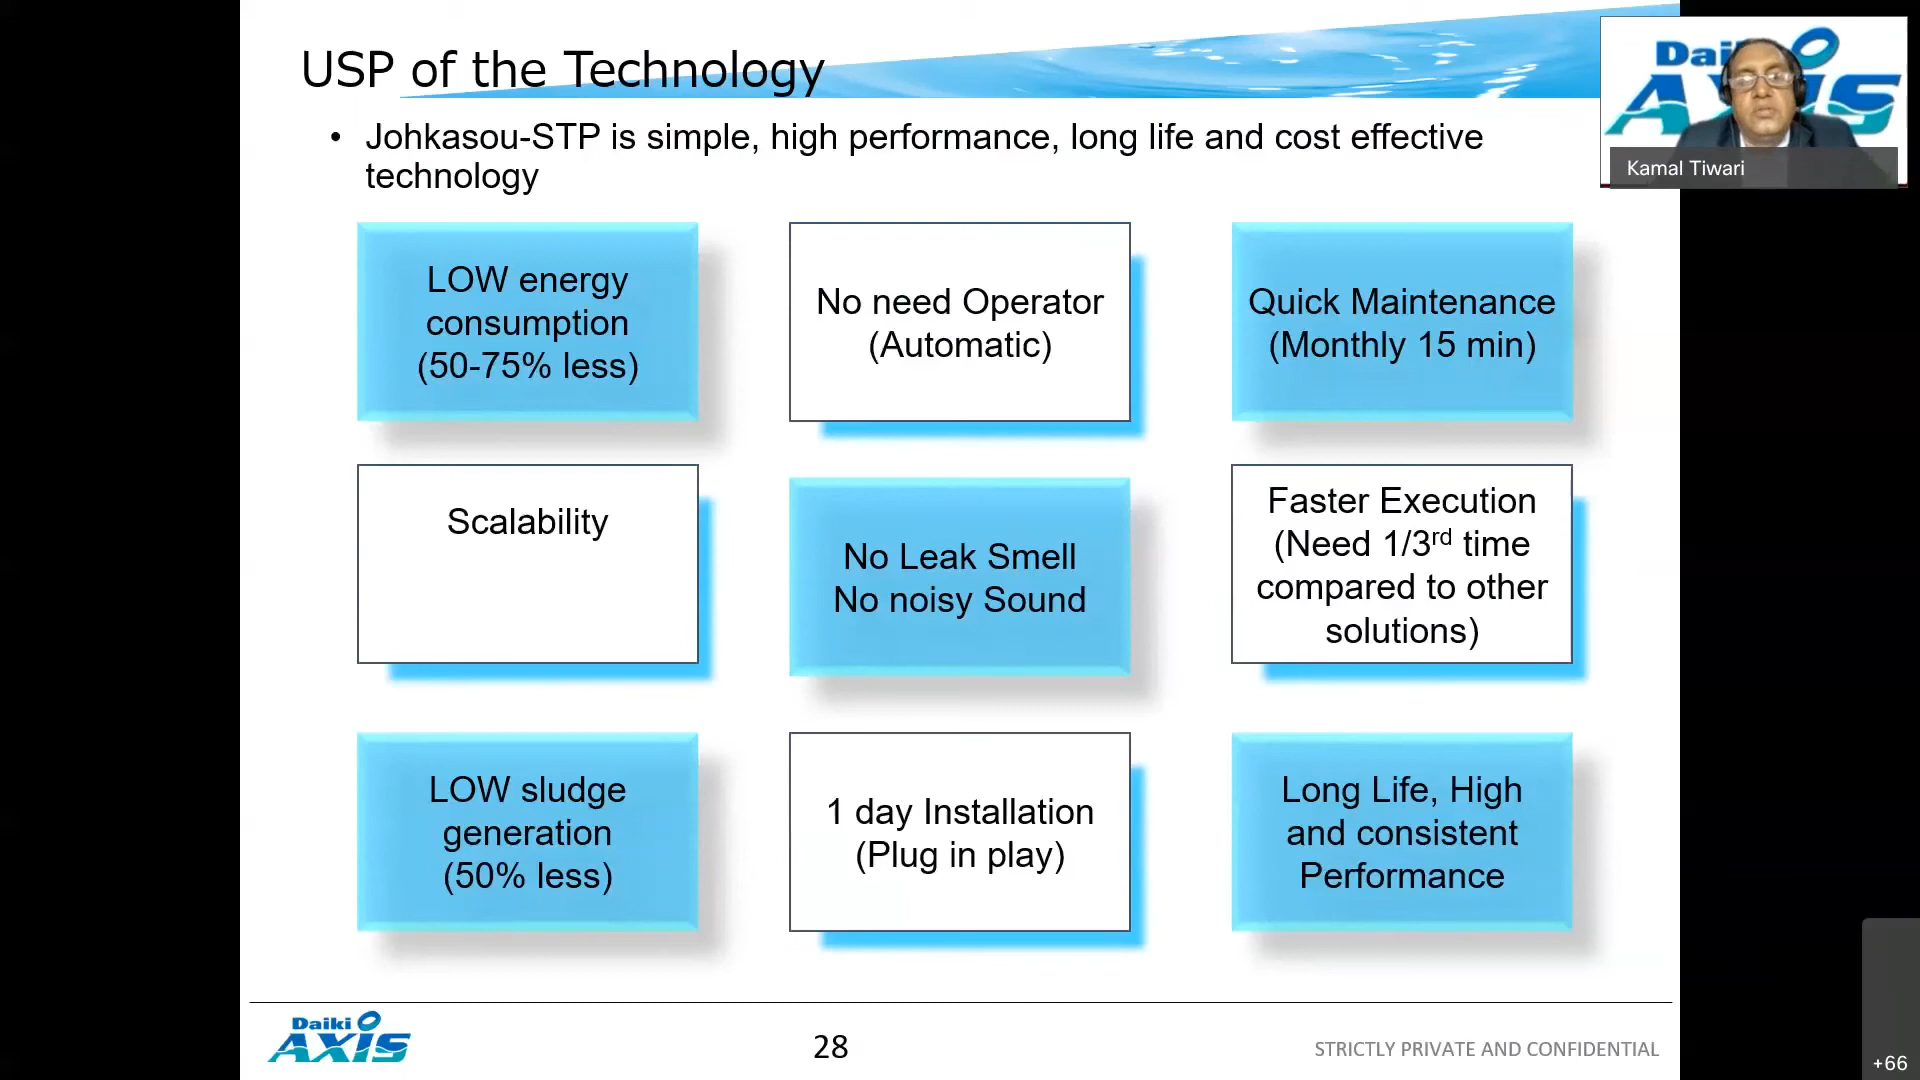 USP of the Technology
• Johkasou-STP is simple, high performance, long life and cost effective
technology
LOW energy
consumption
(50-75% less)
No need Operator
(Automatic)
Quick Maintenance
(Monthly 15 min)
Scalability
No Leak Smell
No noisy Sound
Faster Execution
(Need 1/3rd time
compared to other
solutions)
LOW sludge
generation
(50% less)
1 day Installation
(Plug in play)
Long Life, High
and consistent
Performance
Daiki
AXIS
28
STRICTLY PRIVATE AND CONFIDENTIAL
Kamal Tiwari
+66